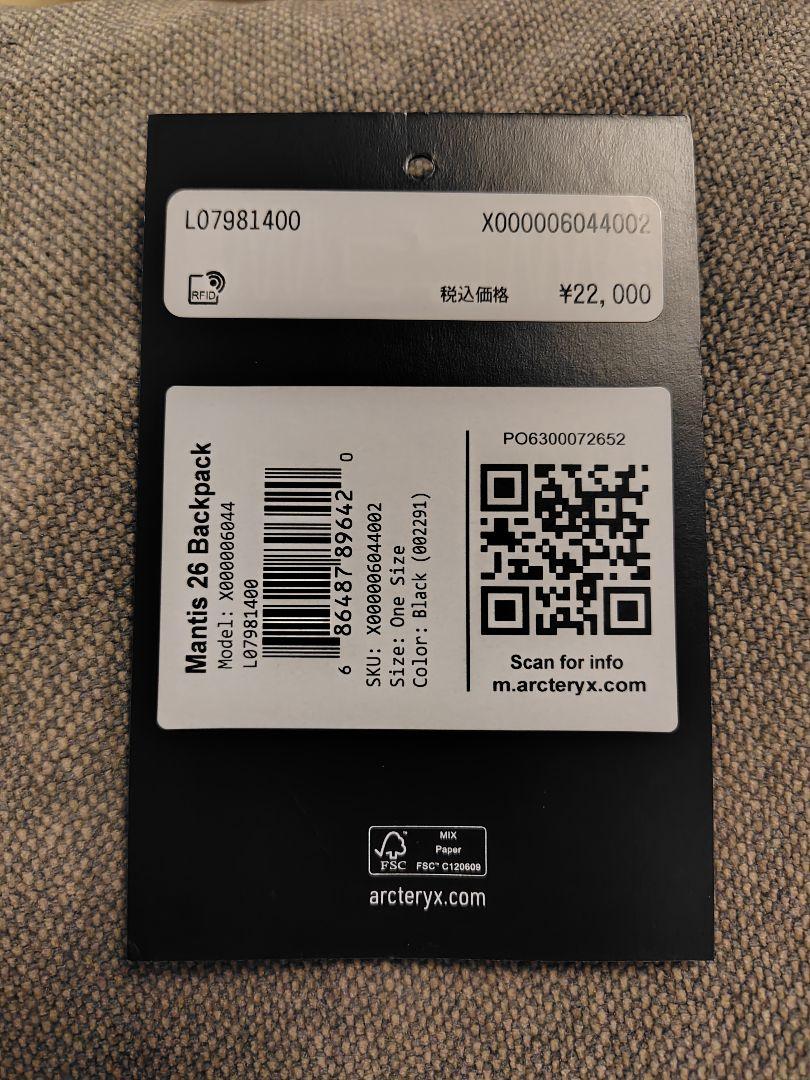 L07981400 X000006044002
RFID 税込価格 ¥22,000
Mantis 26 Backpack
Model: X000006044
L07981400
6 86487 89642 0
SKU: X000006044002
Size: One Size
Color: Black (002291)
PO6300072652
Scan for info
m.arcteryx.com
FSC™
MIX
Paper
FSC™ C120609
arcteryx.com